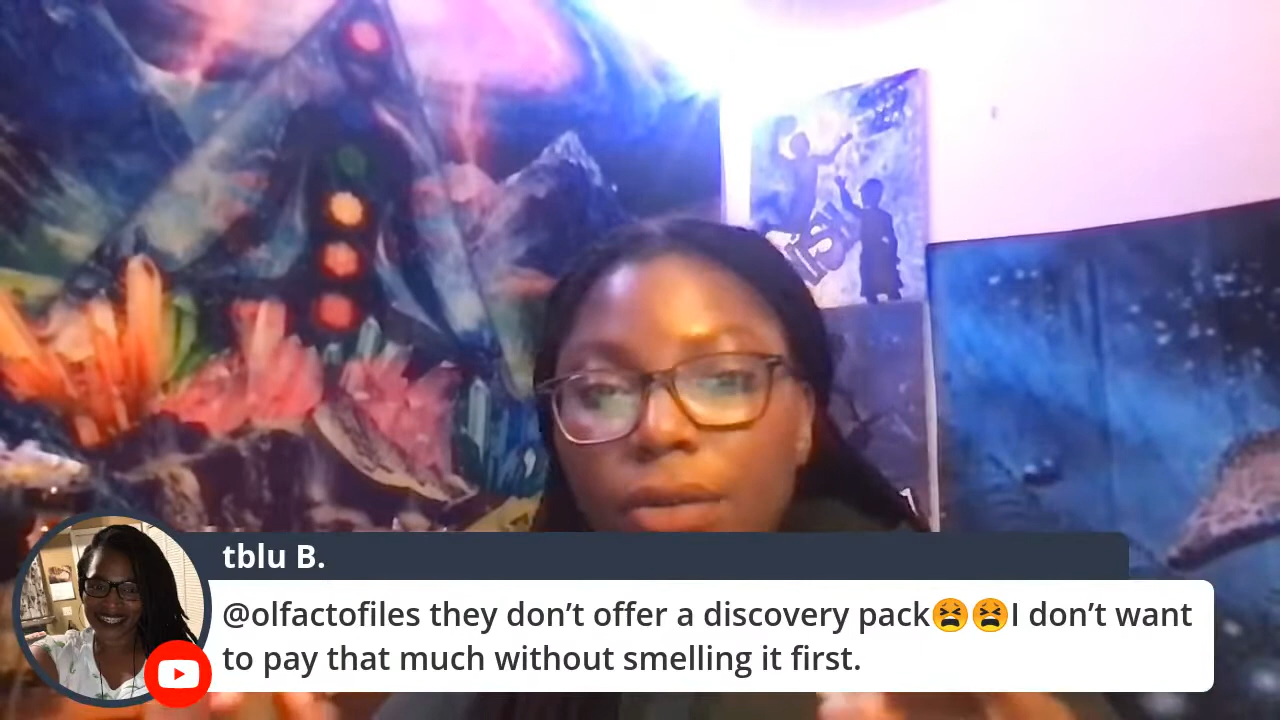 tblu B.
@olfactofiles they don’t offer a discovery pack😫😫I don’t want
to pay that much without smelling it first.